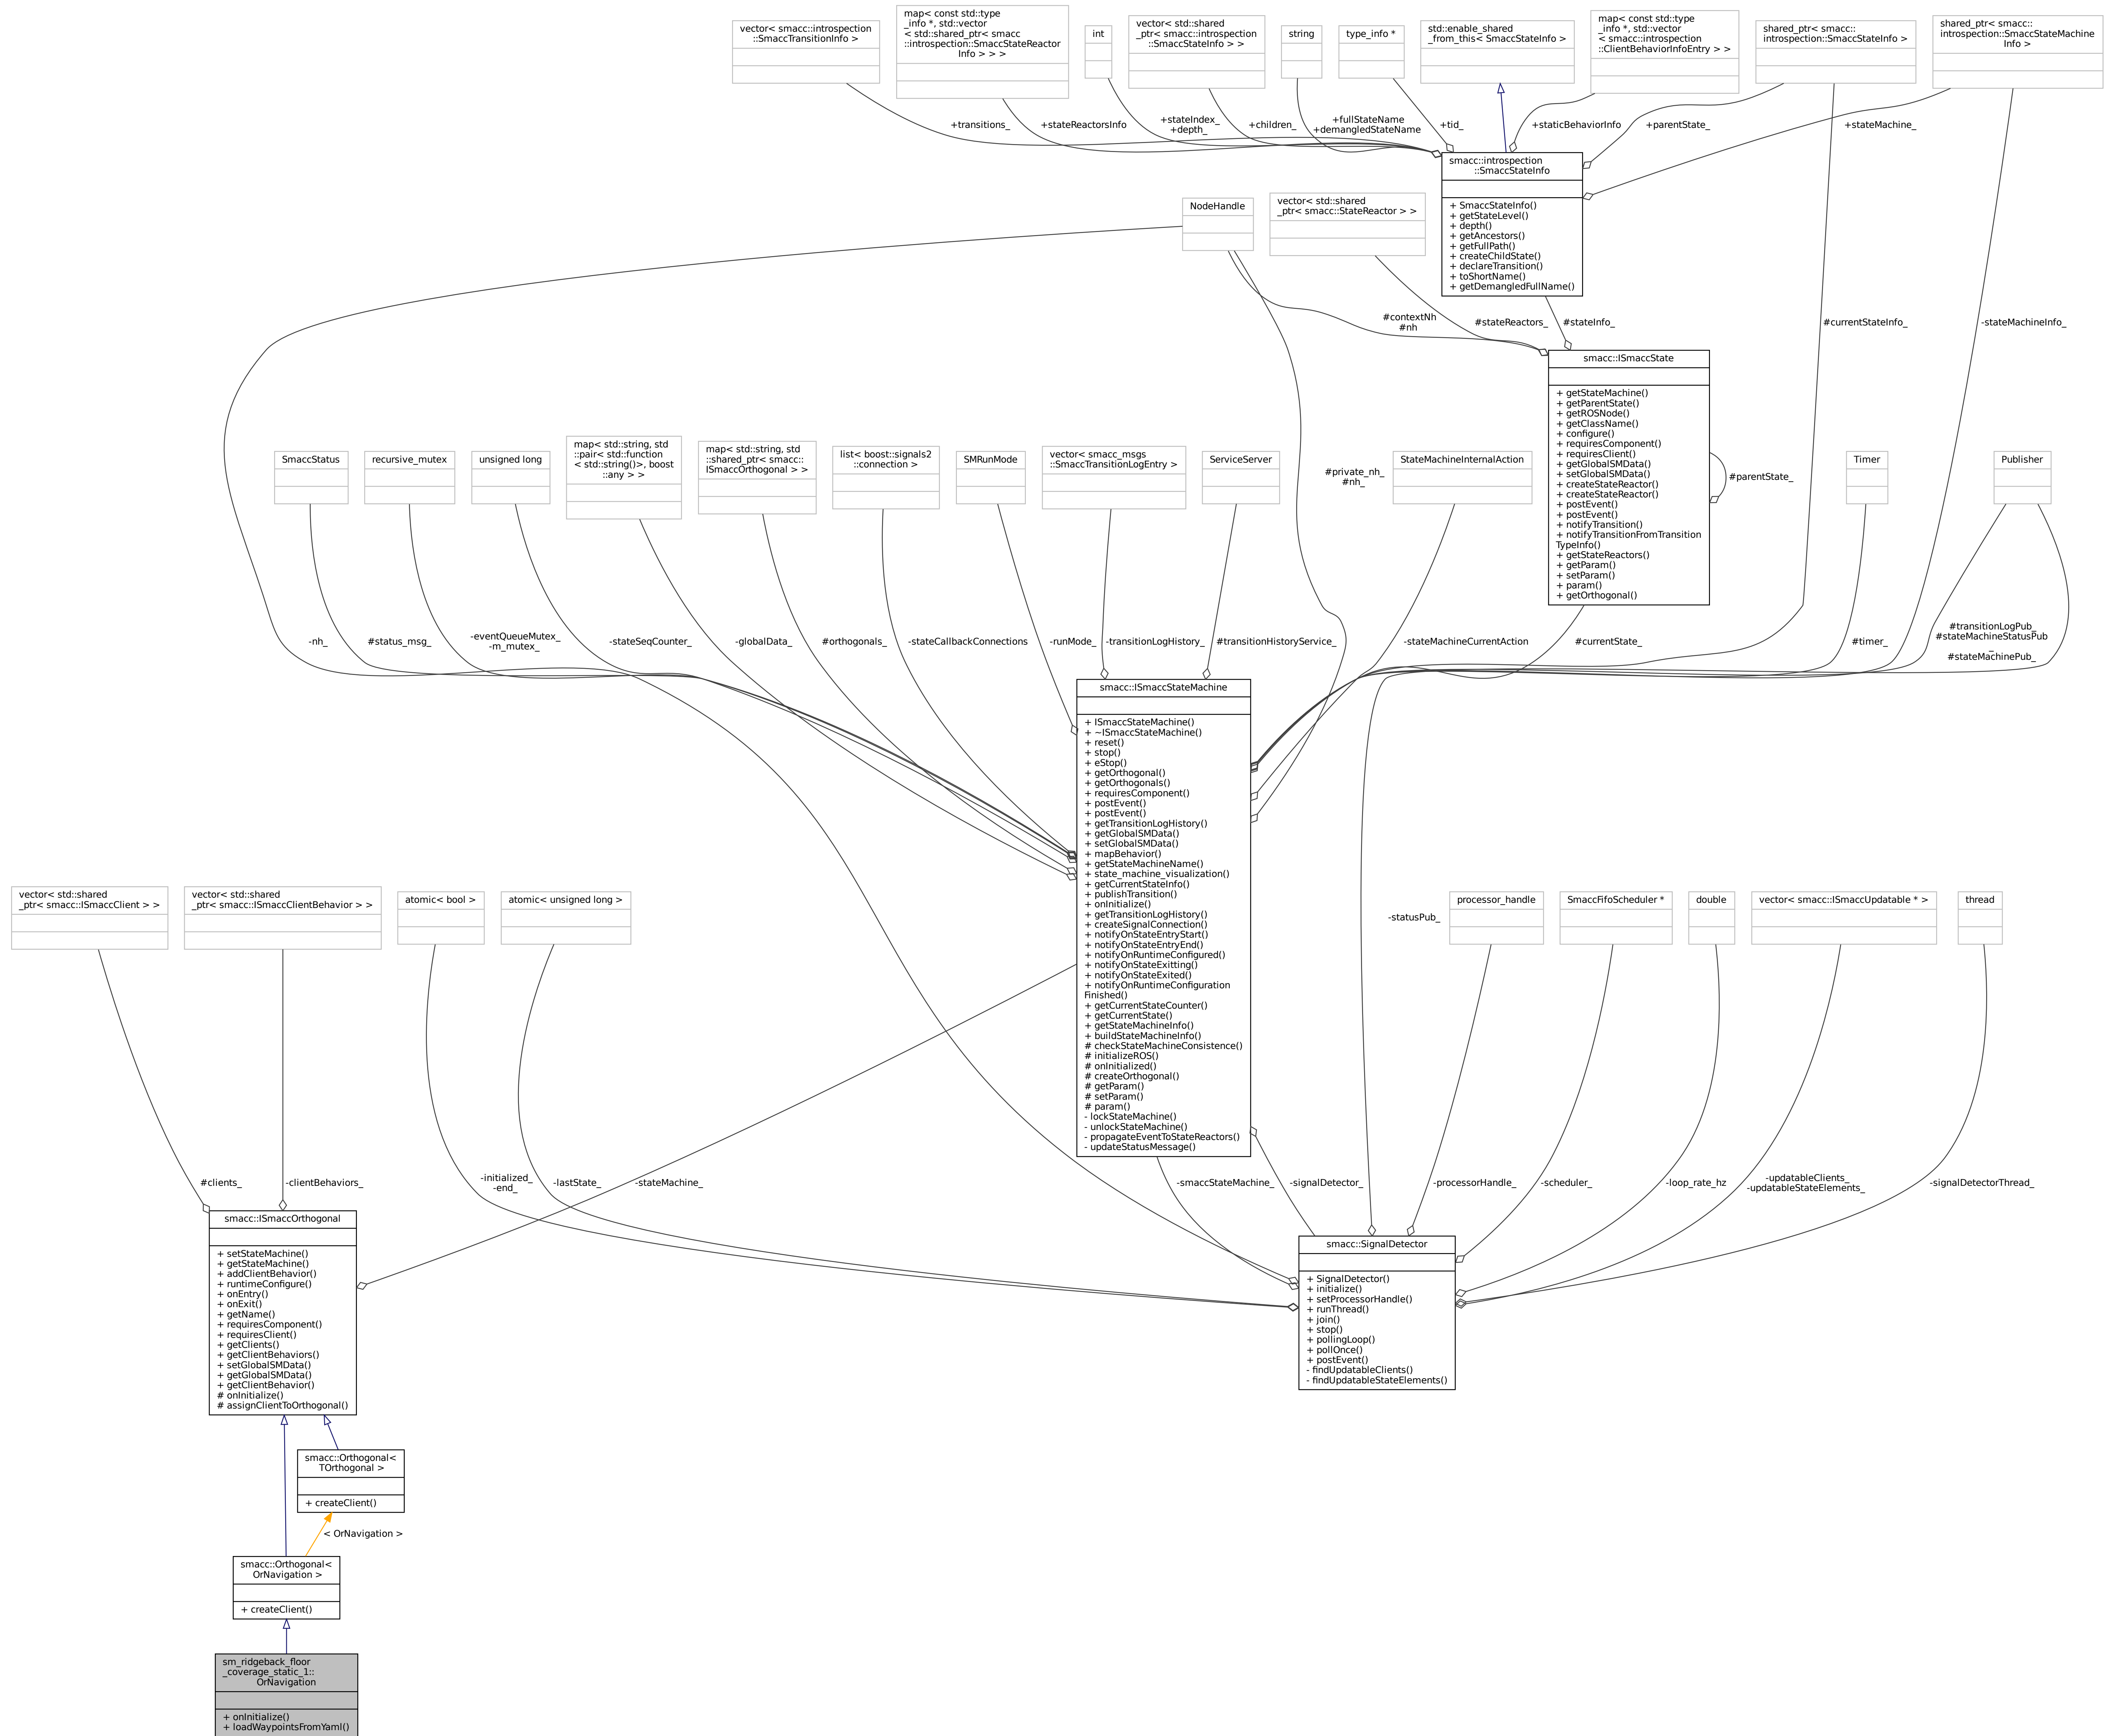 vector< smacc::introspection
::SmaccTransitionInfo >
map< const std::type
_info *, std::vector
< std::shared_ptr< smacc
::introspection::SmaccStateReactor
Info > > >
int
vector< std::shared
_ptr< smacc::introspection
::SmaccStateInfo > >
string
type_info *
std::enable_shared
_from_this< SmaccStateInfo >
map< const std::type
_info *, std::vector
< smacc::introspection
::ClientBehaviorInfoEntry > >
shared_ptr< smacc::
introspection::SmaccStateInfo >
shared_ptr< smacc::
introspection::SmaccStateMachine
Info >
+transitions_
+stateReactorsInfo
+stateIndex_
+depth_
+children_
+fullStateName
+demangledStateName
+tid_
+staticBehaviorInfo
+parentState_
+stateMachine_
smacc::introspection
::SmaccStateInfo
+ SmaccStateInfo()
+ getStateLevel()
+ depth()
+ getAncestors()
+ getFullPath()
+ createChildState()
+ declareTransition()
+ toShortName()
+ getDemangledFullName()
NodeHandle
vector< std::shared
_ptr< smacc::StateReactor > >
#contextNh
#nh
#stateReactors_
#stateInfo_
#currentStateInfo_
-stateMachineInfo_
smacc::ISmaccState
+ getStateMachine()
+ getParentState()
+ getROSNode()
+ getClassName()
+ configure()
+ requiresComponent()
+ requiresClient()
+ getGlobalSMData()
+ setGlobalSMData()
+ createStateReactor()
+ createStateReactor()
+ postEvent()
+ postEvent()
+ notifyTransition()
+ notifyTransitionFromTransition
TypeInfo()
+ getStateReactors()
+ getParam()
+ setParam()
+ param()
+ getOrthogonal()
#parentState_
SmaccStatus
recursive_mutex
unsigned long
map< std::string, std
::pair< std::function
< std::string()>, boost
::any > >
map< std::string, std
::shared_ptr< smacc::
ISmaccOrthogonal > >
list< boost::signals2
::connection >
SMRunMode
vector< smacc_msgs
::SmaccTransitionLogEntry >
ServiceServer
#private_nh_
#nh_
StateMachineInternalAction
Timer
Publisher
-nh_
#status_msg_
-eventQueueMutex_
-m_mutex_
-stateSeqCounter_
-globalData_
#orthogonals_
-stateCallbackConnections
-runMode_
-transitionLogHistory_
#transitionHistoryService_
-stateMachineCurrentAction
#currentState_
#timer_
#transitionLogPub_
#stateMachineStatusPub
_
#stateMachinePub_
smacc::ISmaccStateMachine
+ ISmaccStateMachine()
+ ~ISmaccStateMachine()
+ reset()
+ stop()
+ eStop()
+ getOrthogonal()
+ getOrthogonals()
+ requiresComponent()
+ postEvent()
+ postEvent()
+ getTransitionLogHistory()
+ getGlobalSMData()
+ setGlobalSMData()
+ mapBehavior()
+ getStateMachineName()
+ state_machine_visualization()
+ getCurrentStateInfo()
+ publishTransition()
+ onInitialize()
+ getTransitionLogHistory()
+ createSignalConnection()
+ notifyOnStateEntryStart()
+ notifyOnStateEntryEnd()
+ notifyOnRuntimeConfigured()
+ notifyOnStateExitting()
+ notifyOnStateExited()
+ notifyOnRuntimeConfiguration
Finished()
+ getCurrentStateCounter()
+ getCurrentState()
+ getStateMachineInfo()
+ buildStateMachineInfo()
# checkStateMachineConsistence()
# initializeROS()
# onInitialized()
# createOrthogonal()
# getParam()
# setParam()
# param()
- lockStateMachine()
- unlockStateMachine()
- propagateEventToStateReactors()
- updateStatusMessage()
vector< std::shared
_ptr< smacc::ISmaccClient > >
vector< std::shared
_ptr< smacc::ISmaccClientBehavior > >
atomic< bool >
atomic< unsigned long >
-statusPub_
processor_handle
SmaccFifoScheduler *
double
vector< smacc::ISmaccUpdatable * >
thread
#clients_
-clientBehaviors_
-initialized_
-end_
-lastState_
-stateMachine_
-smaccStateMachine_
-signalDetector_
-processorHandle_
-scheduler_
-loop_rate_hz
-updatableClients_
-updatableStateElements_
-signalDetectorThread_
smacc::ISmaccOrthogonal
+ setStateMachine()
+ getStateMachine()
+ addClientBehavior()
+ runtimeConfigure()
+ onEntry()
+ onExit()
+ getName()
+ requiresComponent()
+ requiresClient()
+ getClients()
+ getClientBehaviors()
+ setGlobalSMData()
+ getGlobalSMData()
+ getClientBehavior()
# onInitialize()
# assignClientToOrthogonal()
smacc::SignalDetector
+ SignalDetector()
+ initialize()
+ setProcessorHandle()
+ runThread()
+ join()
+ stop()
+ pollingLoop()
+ pollOnce()
+ postEvent()
- findUpdatableClients()
- findUpdatableStateElements()
smacc::Orthogonal<
TOrthogonal >
+ createClient()
< OrNavigation >
smacc::Orthogonal<
OrNavigation >
+ createClient()
sm_ridgeback_floor
_coverage_static_1::
OrNavigation
+ onInitialize()
+ loadWaypointsFromYaml()